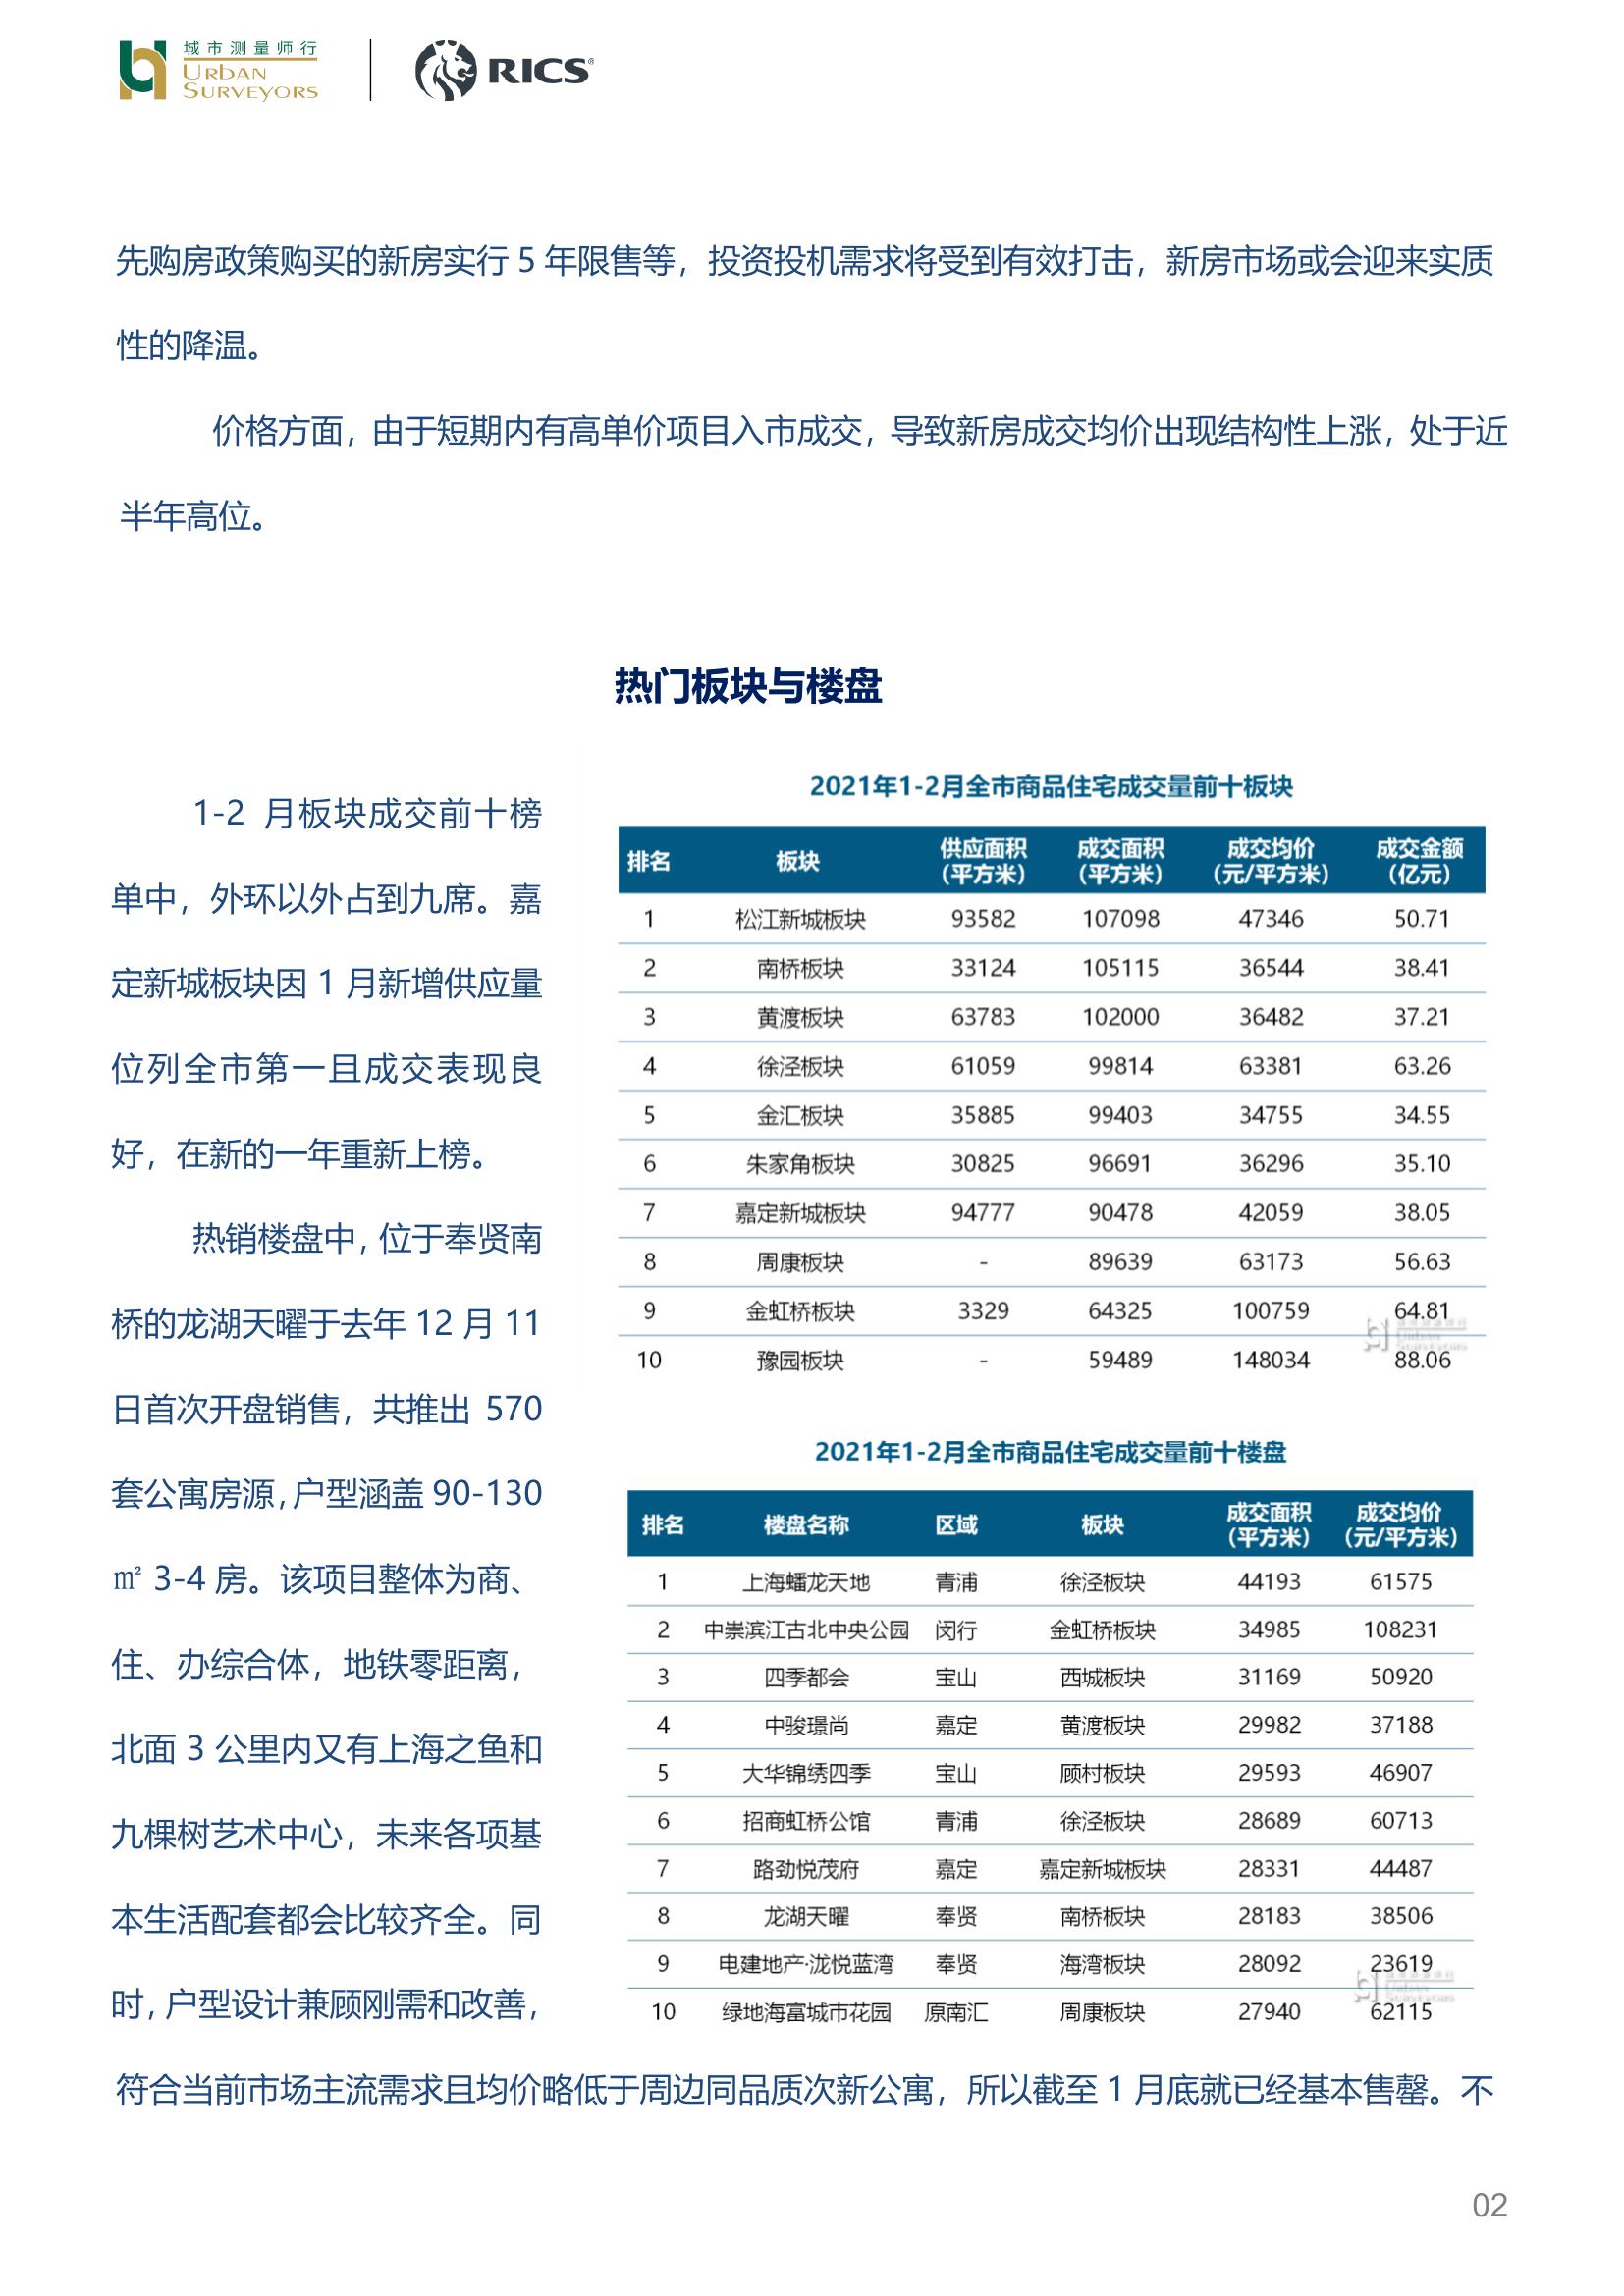 城市测量师行
URBAN
SURVEYORS
RICS®
先购房政策购买的新房实行 5 年限售等，投资投机需求将受到有效打击，新房市场或会迎来实质
性的降温。
价格方面，由于短期内有高单价项目入市成交，导致新房成交均价出现结构性上涨，处于近
半年高位。
热门板块与楼盘
1-2 月板块成交前十榜
单中，外环以外占到九席。嘉
定新城板块因 1 月新增供应量
位列全市第一且成交表现良
好，在新的一年重新上榜。
热销楼盘中，位于奉贤南
桥的龙湖天曜于去年 12 月 11
日首次开盘销售，共推出 570
套公寓房源，户型涵盖 90-130
㎡ 3-4 房。该项目整体为商、
住、办综合体，地铁零距离，
北面 3 公里内又有上海之鱼和
九棵树艺术中心，未来各项基
本生活配套都会比较齐全。同
时，户型设计兼顾刚需和改善，
符合当前市场主流需求且均价略低于周边同品质次新公寓，所以截至 1 月底就已经基本售罄。不
2021年1-2月全市商品住宅成交量前十板块
排名 板块 供应面积（平方米） 成交面积（平方米） 成交均价（元/平方米） 成交金额（亿元）
1 松江新城板块 93582 107098 47346 50.71
2 南桥板块 33124 105115 36544 38.41
3 黄渡板块 63783 102000 36482 37.21
4 徐泾板块 61059 99814 63381 63.26
5 金汇板块 35885 99403 34755 34.55
6 朱家角板块 30825 96691 36296 35.10
7 嘉定新城板块 94777 90478 42059 38.05
8 周康板块 - 89639 63173 56.63
9 金虹桥板块 3329 64325 100759 64.81
10 豫园板块 - 59489 148034 88.06
2021年1-2月全市商品住宅成交量前十楼盘
排名 楼盘名称 区域 板块 成交面积（平方米） 成交均价（元/平方米）
1 上海蟠龙天地 青浦 徐泾板块 44193 61575
2 中崇滨江古北中央公园 闵行 金虹桥板块 34985 108231
3 四季都会 宝山 西城板块 31169 50920
4 中骏璟尚 嘉定 黄渡板块 29982 37188
5 大华锦绣四季 宝山 顾村板块 29593 46907
6 招商虹桥公馆 青浦 徐泾板块 28689 60713
7 路劲悦茂府 嘉定 嘉定新城板块 28331 44487
8 龙湖天曜 奉贤 南桥板块 28183 38506
9 电建地产·泷悦蓝湾 奉贤 海湾板块 28092 23619
10 绿地海富城市花园 原南汇 周康板块 27940 62115
02